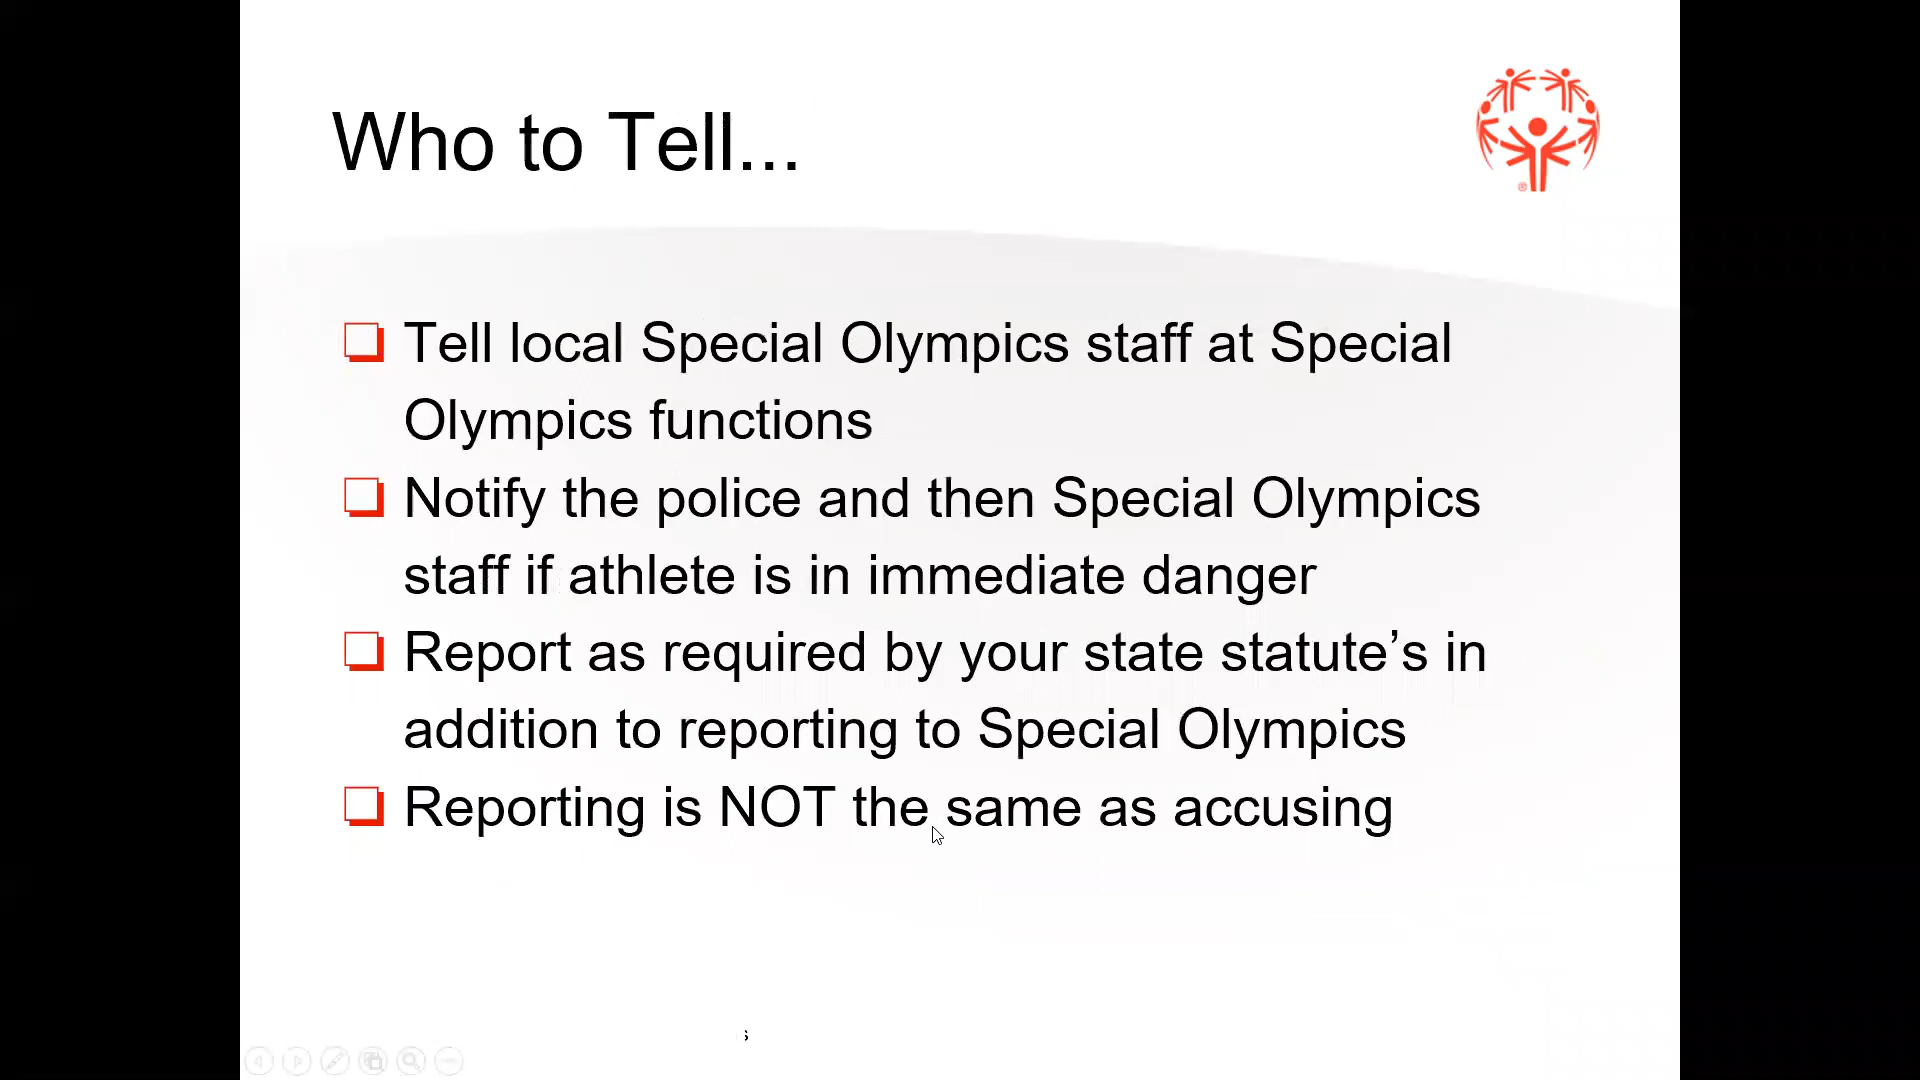 Who to Tell...
Tell local Special Olympics staff at Special
Olympics functions
Notify the police and then Special Olympics
staff if athlete is in immediate danger
Report as required by your state statute’s in
addition to reporting to Special Olympics
Reporting is NOT the same as accusing